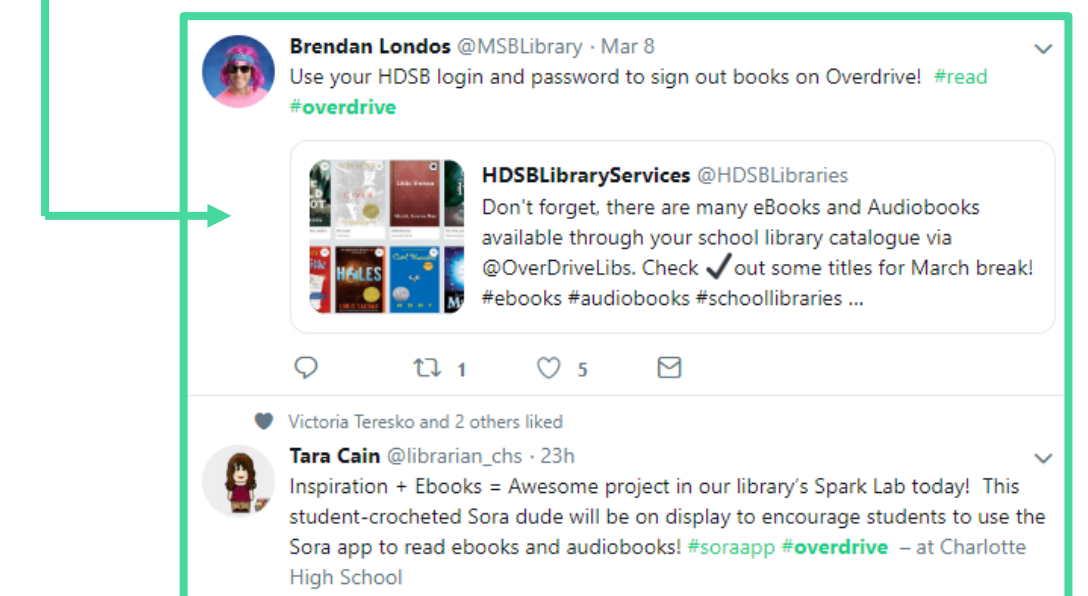 Brendan Londos @MSBLibrary · Mar 8
Use your HDSB login and password to sign out books on Overdrive! #read
#overdrive
HDSBLibraryServices @HDSBLibraries
Don't forget, there are many eBooks and Audiobooks
available through your school library catalogue via
@OverDriveLibs. Check ✔out some titles for March break!
#ebooks #audiobooks #schoollibraries ...
Little Women
HOLES
HOOT
1 5
Victoria Teresko and 2 others liked
Tara Cain @librarian_chs · 23h
Inspiration + Ebooks = Awesome project in our library's Spark Lab today! This
student-crocheted Sora dude will be on display to encourage students to use the
Sora app to read ebooks and audiobooks! #soraapp #overdrive – at Charlotte
High School